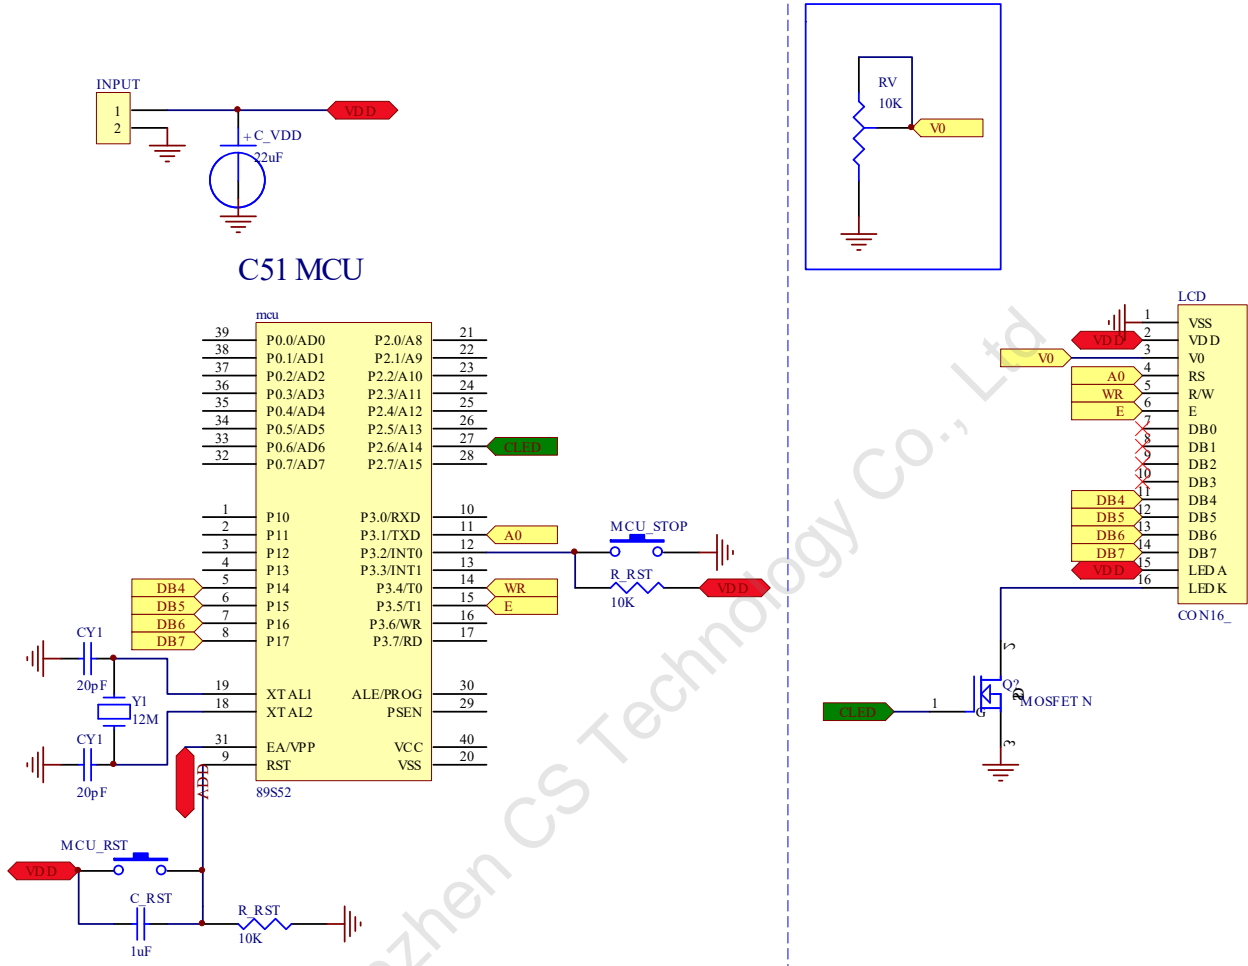 INPUT
1
2
VDD
+
C_VDD
22uF
RV
10K
V0
C51 MCU
mcu
39 P0.0/AD0 P2.0/A8 21
38 P0.1/AD1 P2.1/A9 22
37 P0.2/AD2 P2.2/A10 23
36 P0.3/AD3 P2.3/A11 24
35 P0.4/AD4 P2.4/A12 25
34 P0.5/AD5 P2.5/A13 26
33 P0.6/AD6 P2.6/A14 27 CLED
32 P0.7/AD7 P2.7/A15 28
1 P10 P3.0/RXD 10
2 P11 P3.1/TXD 11 A0
3 P12 P3.2/INT0 12
4 P13 P3.3/INT1 13
DB4 5 P14 P3.4/T0 14 WR
DB5 6 P15 P3.5/T1 15 E
DB6 7 P16 P3.6/WR 16
DB7 8 P17 P3.7/RD 17
19 XTAL1 ALE/PROG 30
18 XTAL2 PSEN 29
31 EA/VPP VCC 40
9 RST VSS 20
89S52
MCU_STOP
R_RST
10K
VDD
CY1
20pF
Y1
12M
CY1
20pF
VDD
MCU_RST
VDD
C_RST
1uF
R_RST
10K
LCD
1 VSS
VDD 2 VDD
V0 3 V0
A0 4 RS
WR 5 R/W
E 6 E
7 DB0
8 DB1
9 DB2
10 DB3
DB4 11 DB4
DB5 12 DB5
DB6 13 DB6
DB7 14 DB7
VDD 15 LEDA
16 LEDK
CON16_
2
Q?
MOSFET N
CLED 1 G
3
zhen CS Technology Co., Ltd